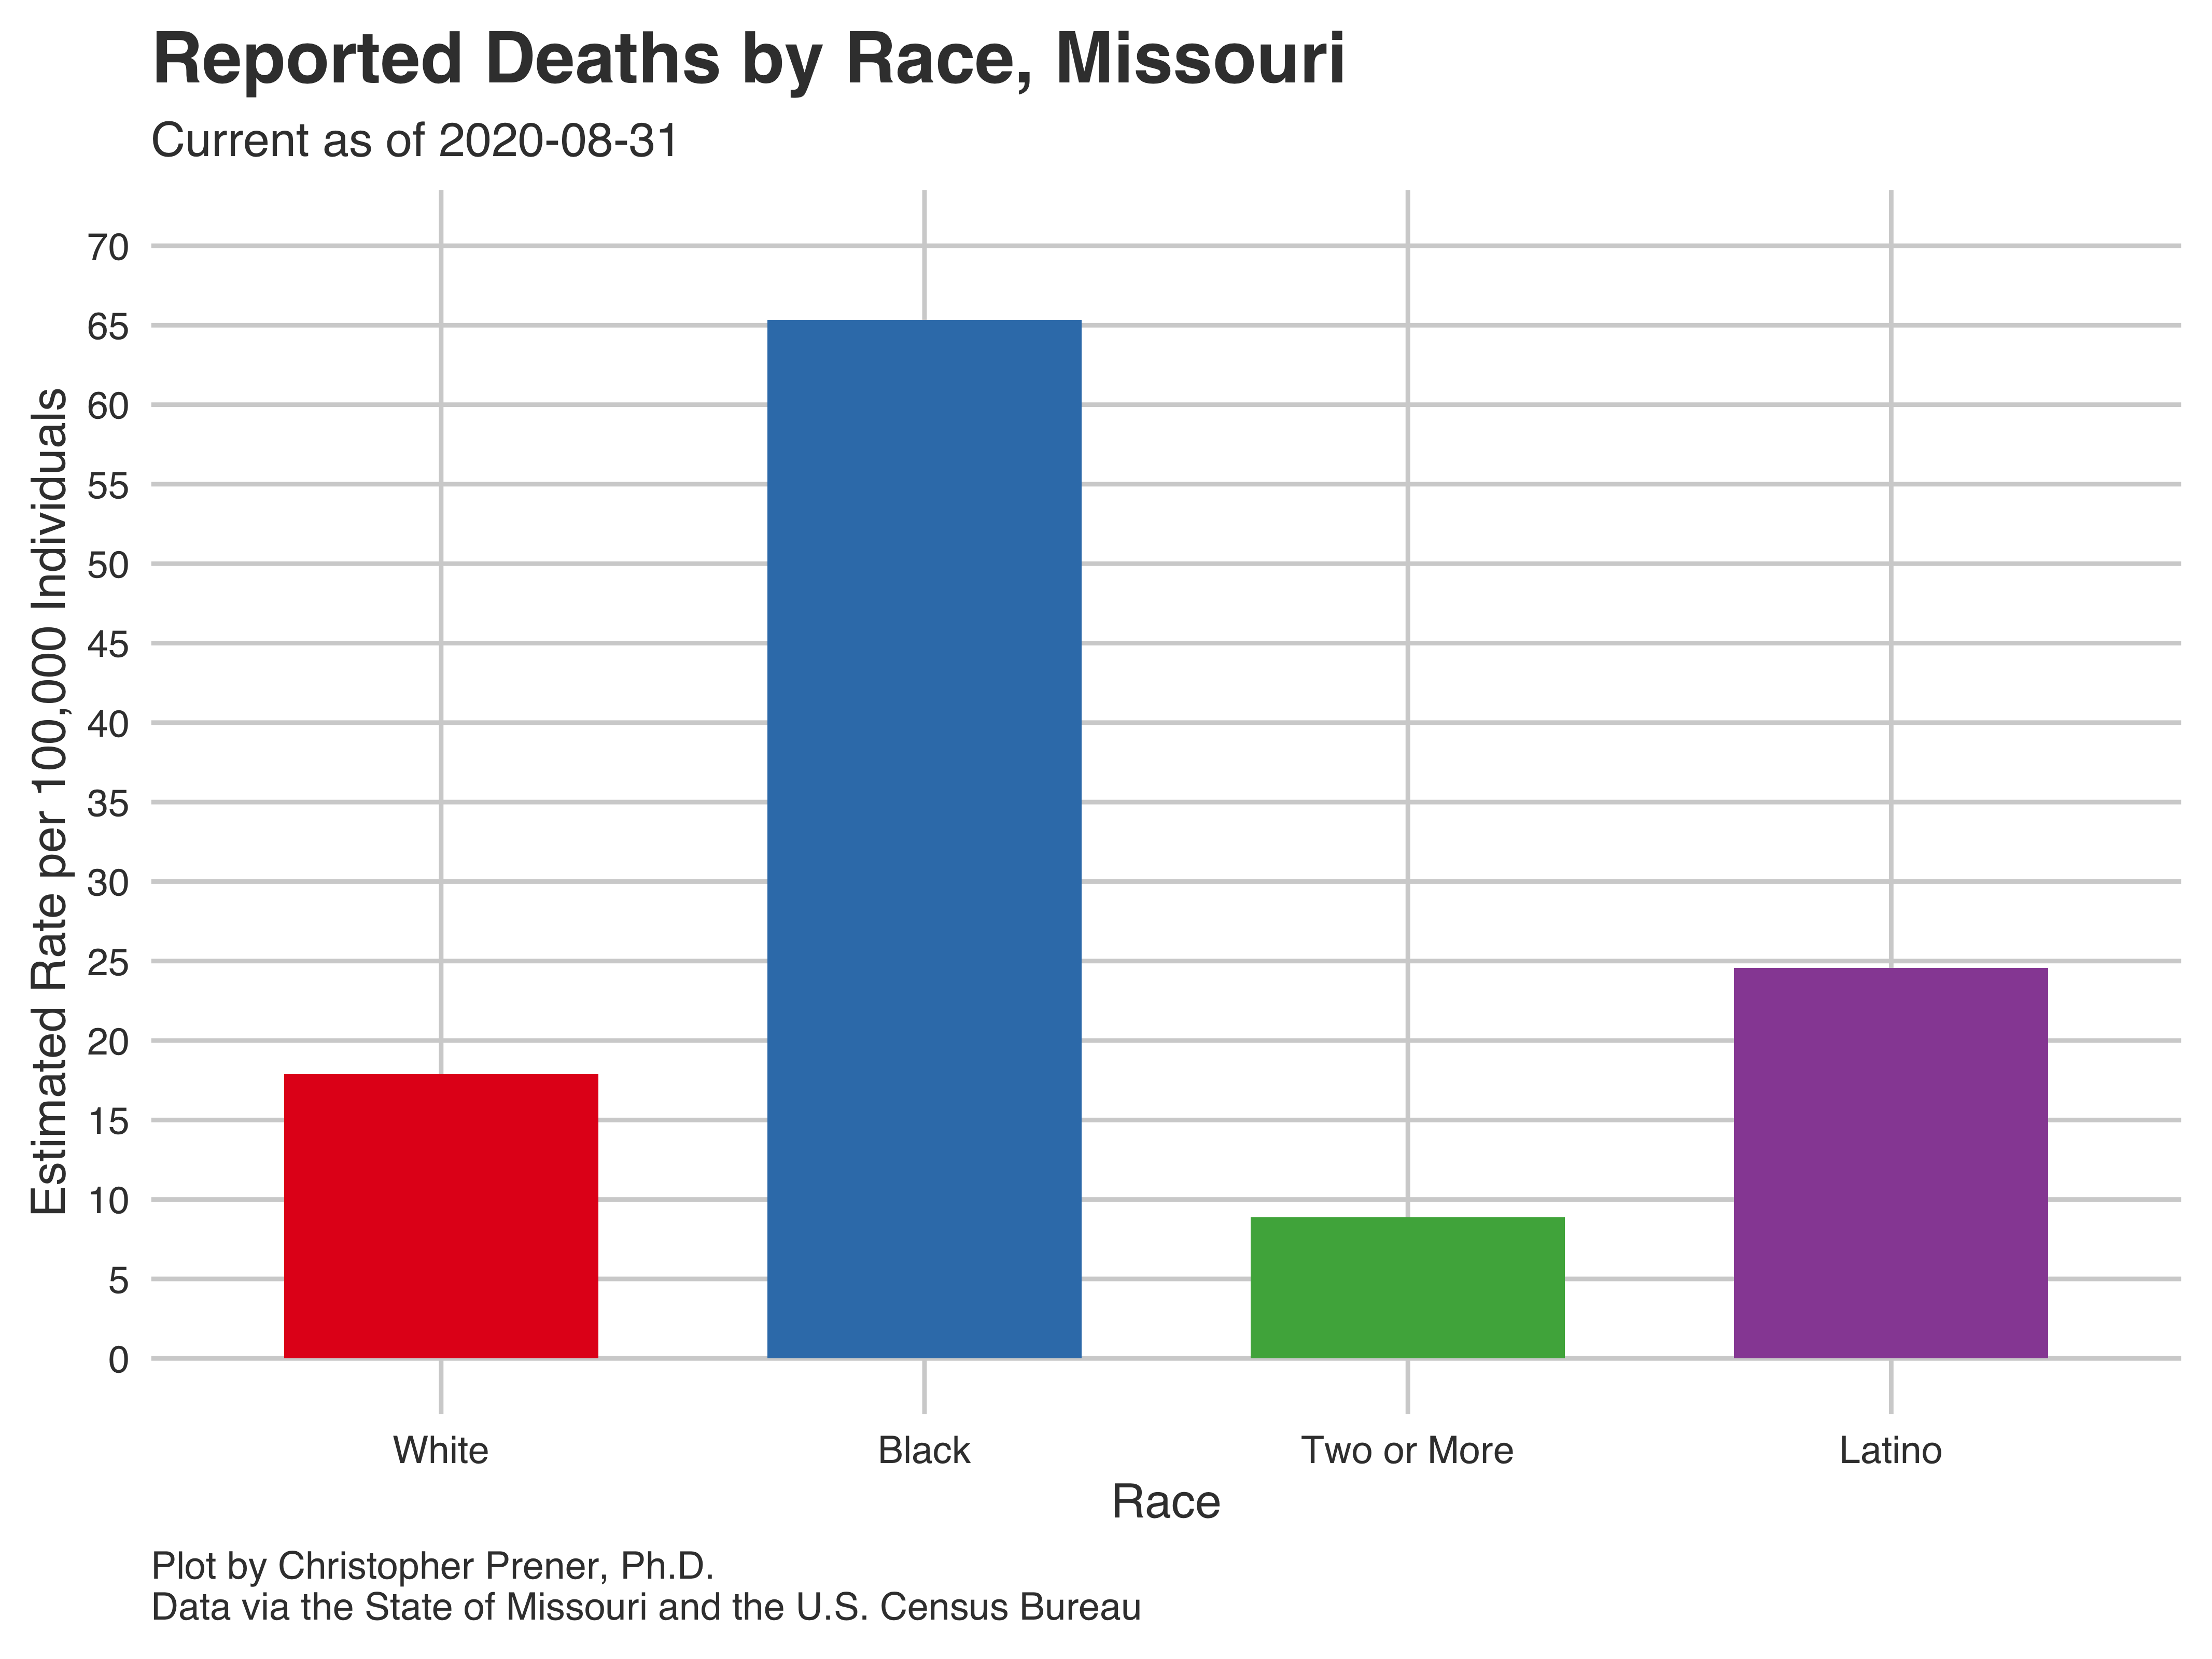 Reported Deaths by Race, Missouri
Current as of 2020-08-31
Estimated Rate per 100,000 Individuals
70
65
60
55
50
45
40
35
30
25
20
15
10
5
0
White
Black
Two or More
Latino
Race
Plot by Christopher Prener, Ph.D.
Data via the State of Missouri and the U.S. Census Bureau